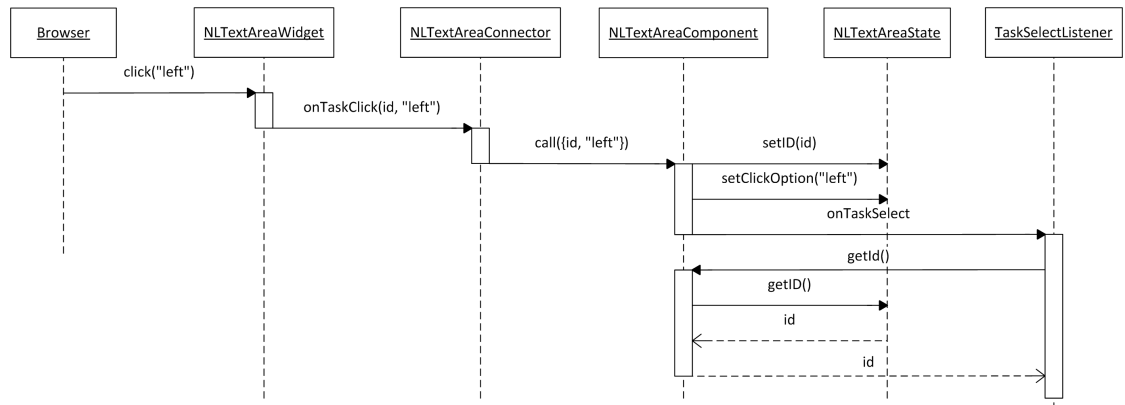 Browser
NLTextAreaWidget
NLTextAreaConnector
NLTextAreaComponent
NLTextAreaState
TaskSelectListener
click("left")
onTaskClick(id, "left")
call({id, "left"})
setID(id)
setClickOption("left")
onTaskSelect
getId()
getID()
id
id